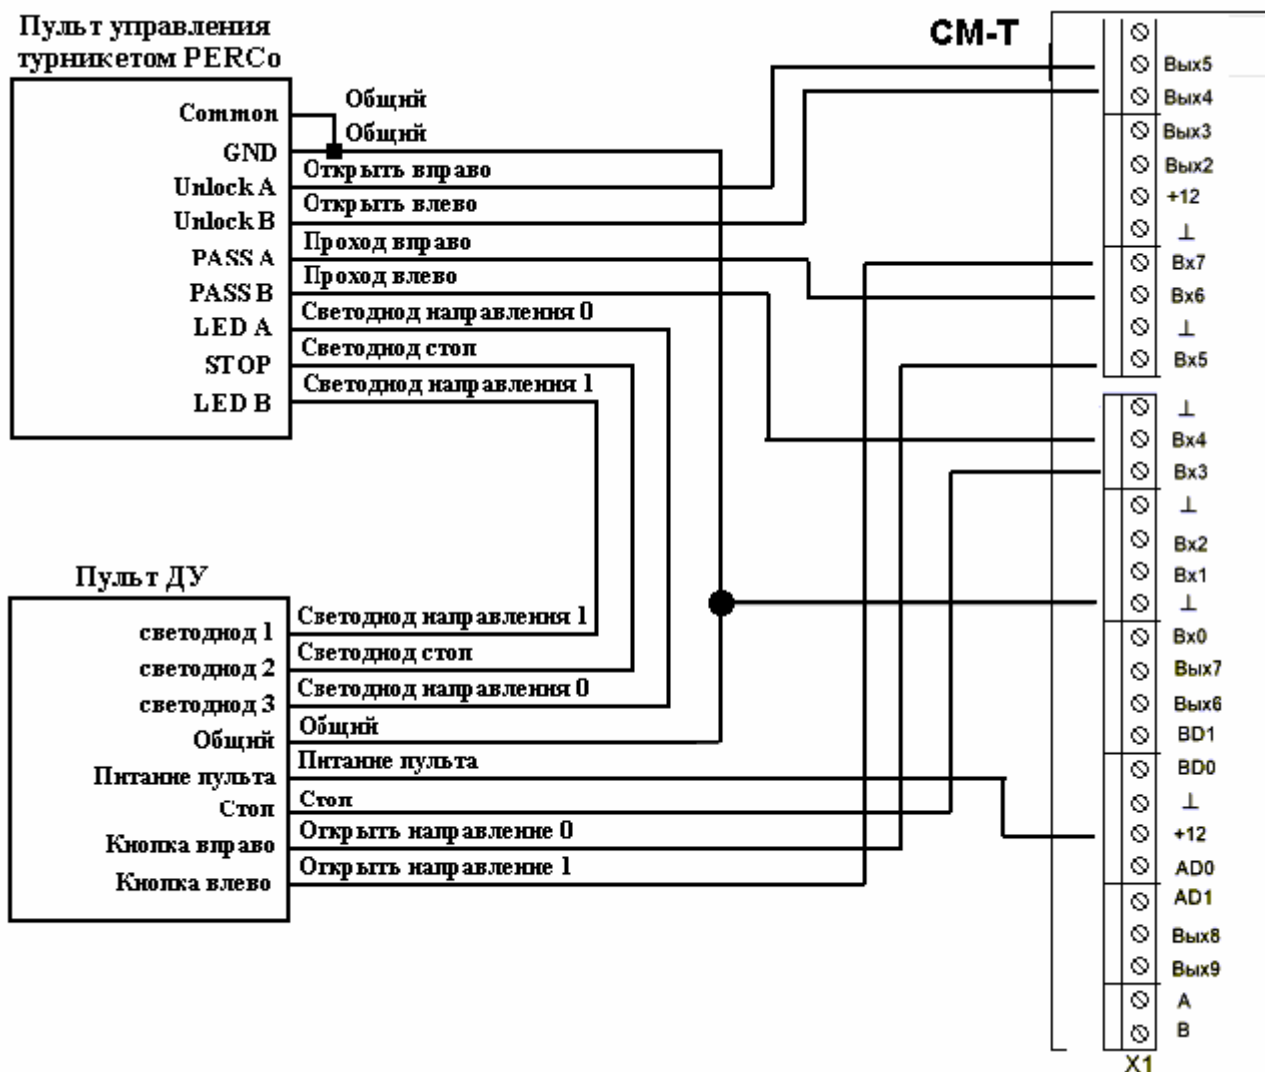 Пульт управления
турникетом PERCo
Common
GND
Unlock A
Unlock B
PASS A
PASS B
LED A
STOP
LED B
Общий
Общий
Открыть вправо
Открыть влево
Проход вправо
Проход влево
Светодиод направления 0
Светодиод стоп
Светодиод направления 1
Пульт ДУ
светодиод 1
светодиод 2
светодиод 3
Общий
Питание пульта
Стоп
Кнопка вправо
Кнопка влево
Светодиод направления 1
Светодиод стоп
Светодиод направления 0
Общий
Питание пульта
Стоп
Открыть направление 0
Открыть направление 1
СМ-Т
Вых5
Вых4
Вых3
Вых2
+12
⊥
Вх7
Вх6
⊥
Вх5
⊥
Вх4
Вх3
⊥
Вх2
Вх1
⊥
Вх0
Вых7
Вых6
BD1
BD0
⊥
+12
AD0
AD1
Вых8
Вых9
A
B
X1